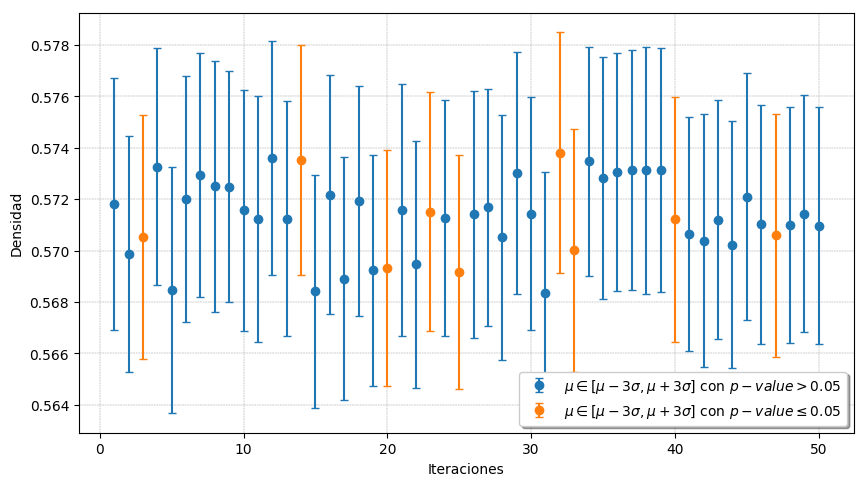 Densidad
0.578
0.576
0.574
0.572
0.570
0.568
0.566
0.564
μ ∈ [μ − 3σ, μ + 3σ] con p − value > 0.05
μ ∈ [μ − 3σ, μ + 3σ] con p − value ≤ 0.05
0 10 20 30 40 50
Iteraciones